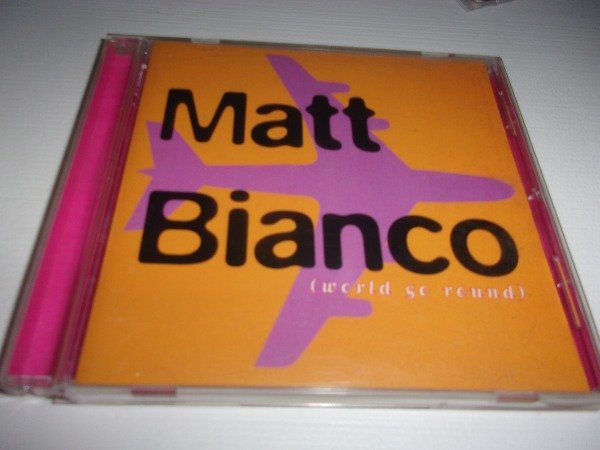 Matt
Bianco
(world go round)